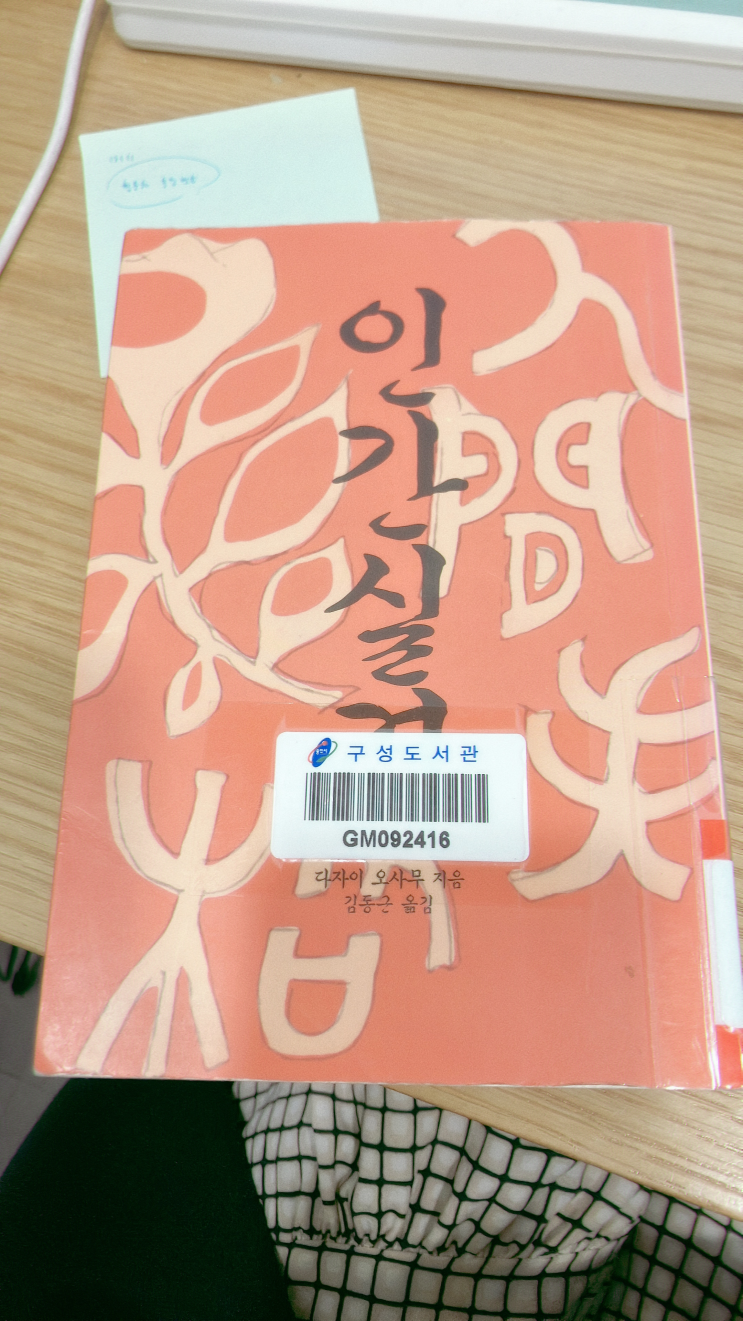 인간실격
구성도서관
GM092416
다자이 오사무 지음
김동근 옮김